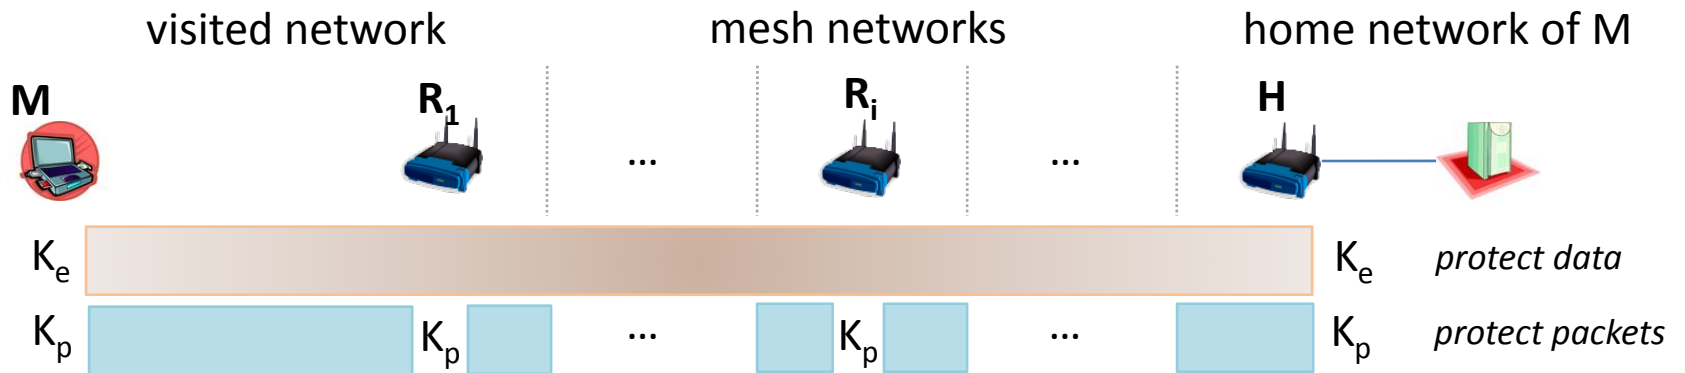 visited network mesh networks home network of M
M R₁ Rᵢ H
... ...
Kₑ Kₑ protect data
Kₚ Kₚ ... Kₚ ... Kₚ protect packets